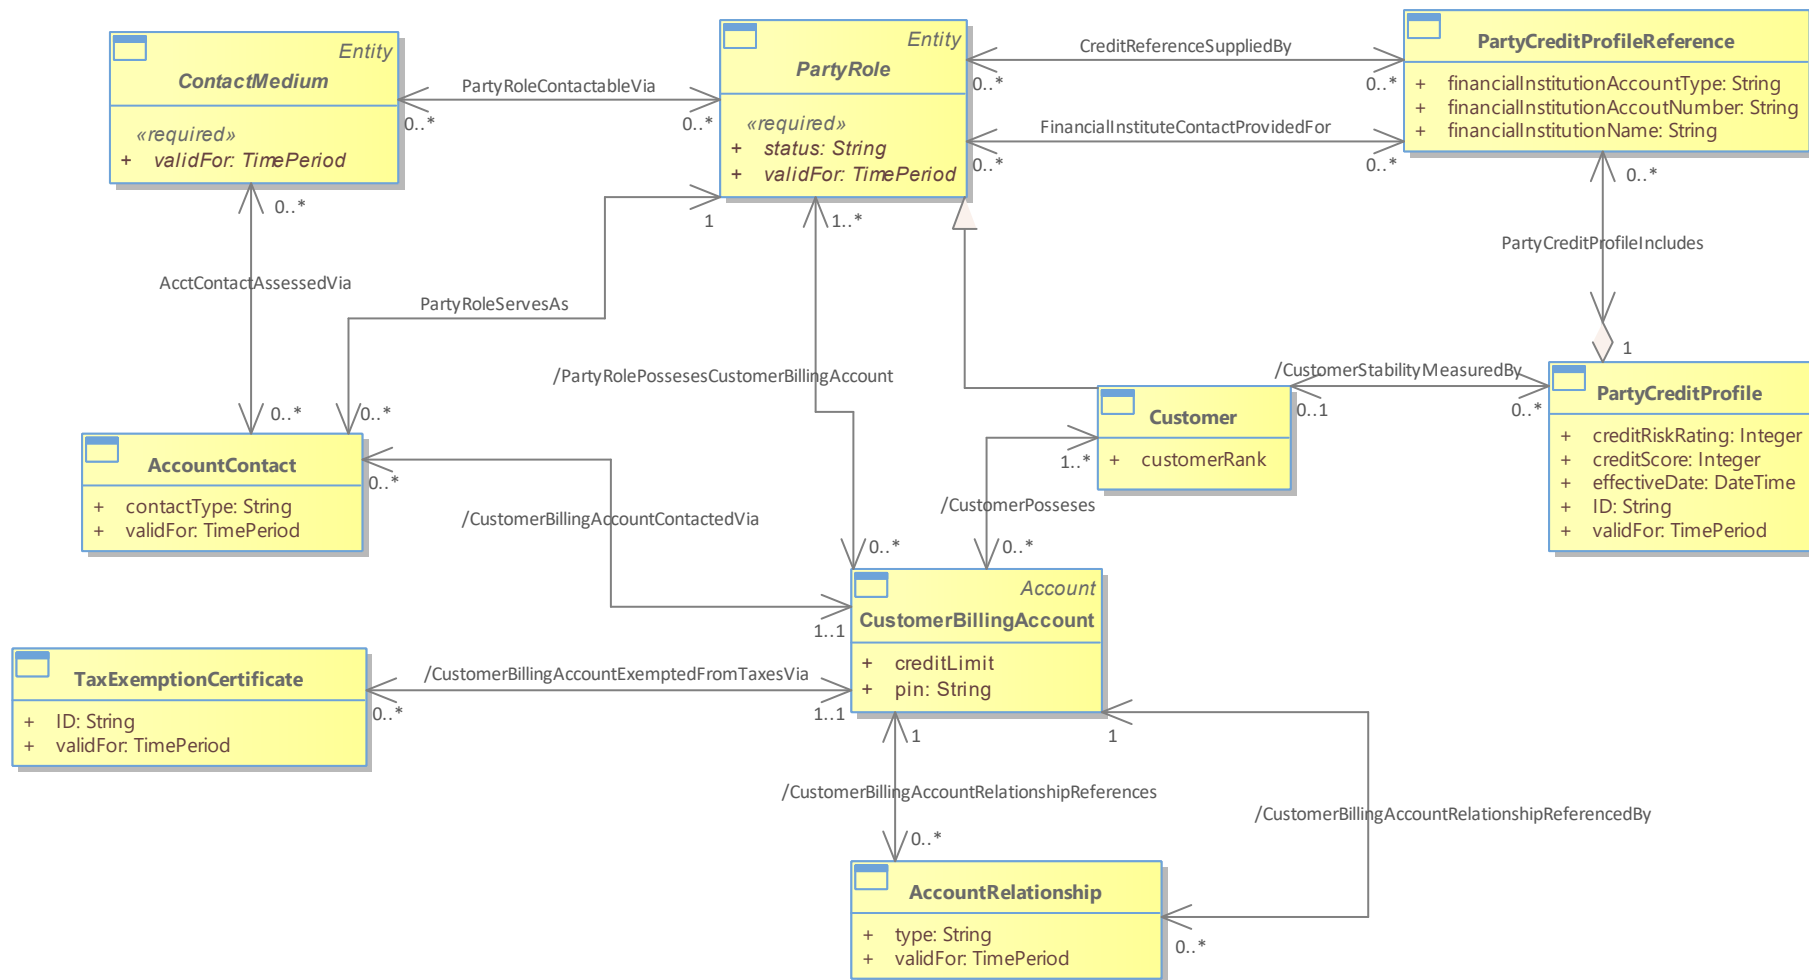 Entity
ContactMedium
«required»
+ validFor: TimePeriod
PartyRoleContactableVia
0..*
0..*
Entity
PartyRole
«required»
+ status: String
+ validFor: TimePeriod
CreditReferenceSuppliedBy
0..*
0..*
FinancialInstituteContactProvidedFor
0..*
0..*
PartyCreditProfileReference
+ financialInstitutionAccountType: String
+ financialInstitutionAccoutNumber: String
+ financialInstitutionName: String
0..*
PartyCreditProfileIncludes
1
0..*
AcctContactAssessedVia
0..*
1
PartyRoleServesAs
0..*
1..*
/PartyRolePossesesCustomerBillingAccount
0..*
/CustomerStabilityMeasuredBy
0..1
0..*
Customer
+ customerRank
PartyCreditProfile
+ creditRiskRating: Integer
+ creditScore: Integer
+ effectiveDate: DateTime
+ ID: String
+ validFor: TimePeriod
AccountContact
+ contactType: String
+ validFor: TimePeriod
0..*
/CustomerBillingAccountContactedVia
1..1
1..*
/CustomerPosseses
0..*
Account
CustomerBillingAccount
+ creditLimit
+ pin: String
TaxExemptionCertificate
+ ID: String
+ validFor: TimePeriod
/CustomerBillingAccountExemptedFromTaxesVia
0..*
1..1
1
/CustomerBillingAccountRelationshipReferences
0..*
1
/CustomerBillingAccountRelationshipReferencedBy
0..*
AccountRelationship
+ type: String
+ validFor: TimePeriod